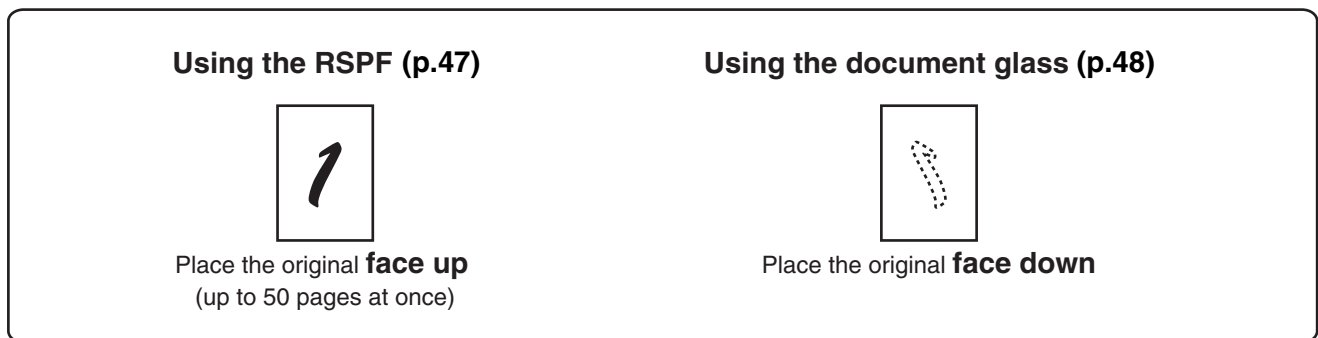 Using the RSPF (p.47)
1
Place the original face up
(up to 50 pages at once)
Using the document glass (p.48)
Place the original face down